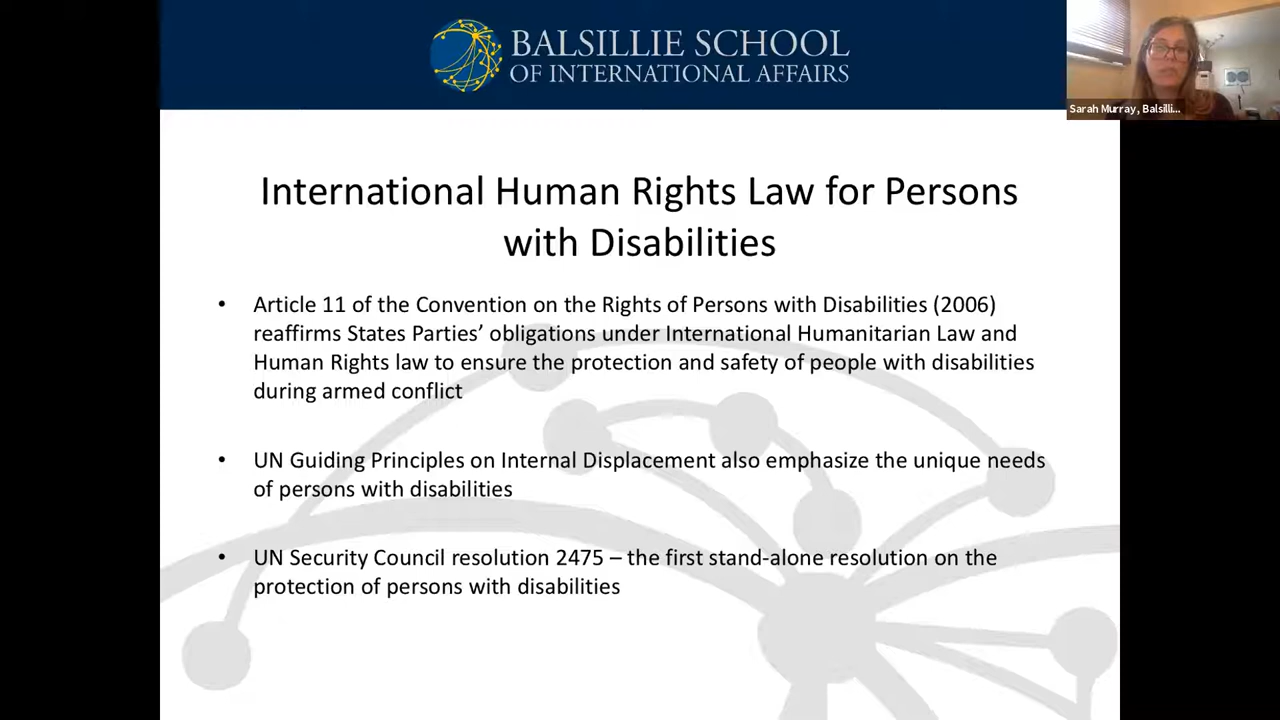 BALSILLIE SCHOOL
OF INTERNATIONAL AFFAIRS
Sarah Murray, Balsilli...
International Human Rights Law for Persons
with Disabilities
• Article 11 of the Convention on the Rights of Persons with Disabilities (2006)
reaffirms States Parties’ obligations under International Humanitarian Law and
Human Rights law to ensure the protection and safety of people with disabilities
during armed conflict
• UN Guiding Principles on Internal Displacement also emphasize the unique needs
of persons with disabilities
• UN Security Council resolution 2475 – the first stand-alone resolution on the
protection of persons with disabilities